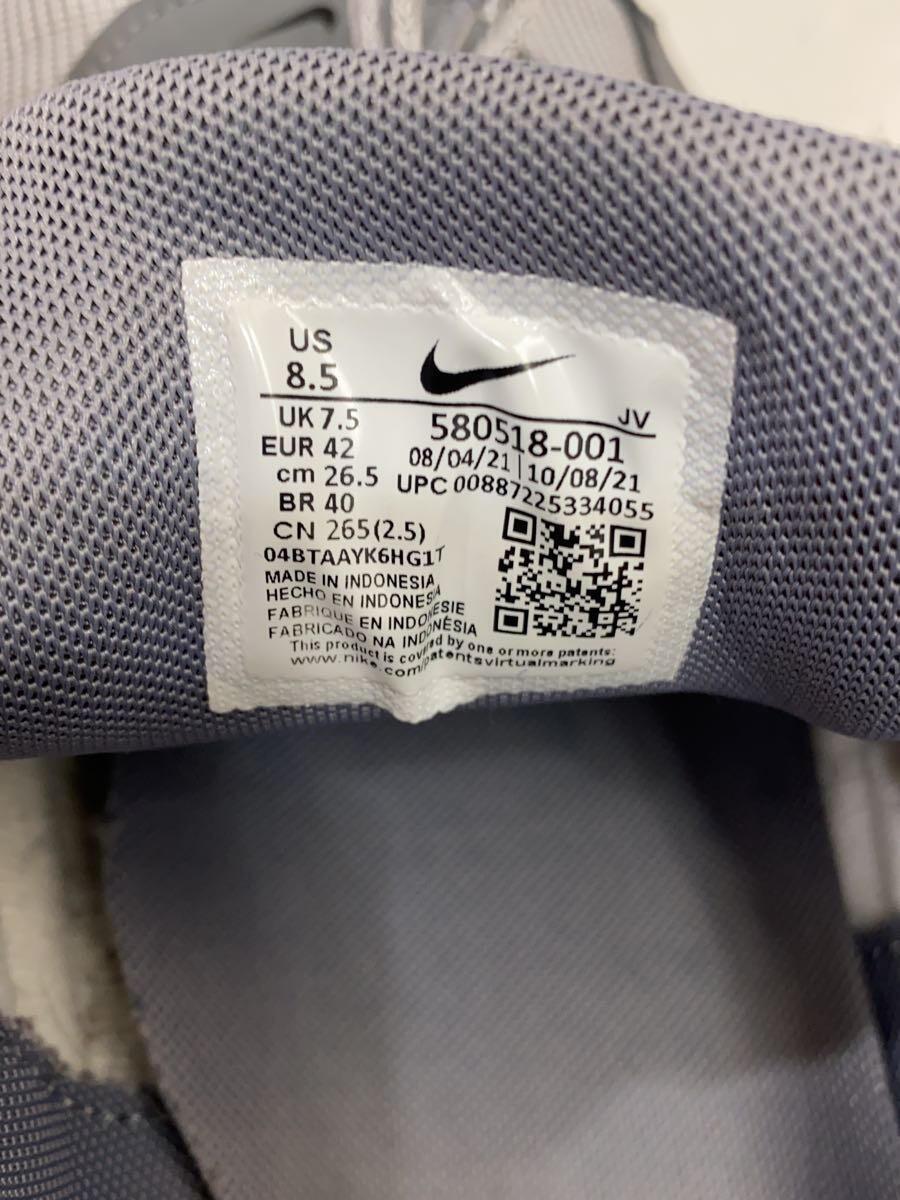 US
8.5
JV
UK 7.5
EUR 42
cm 26.5
BR 40
CN 265(2.5)
580518-001
08/04/21 | 10/08/21
UPC 00887225334055
04BTAAYK6HG1T
MADE IN INDONESIA
HECHO EN INDONESIA
FABRIQUE EN INDONESIE
FABRICADO NA INDONÉSIA
This product is covered by one or more patents:
www.nike.com/patentsvirtualmarking